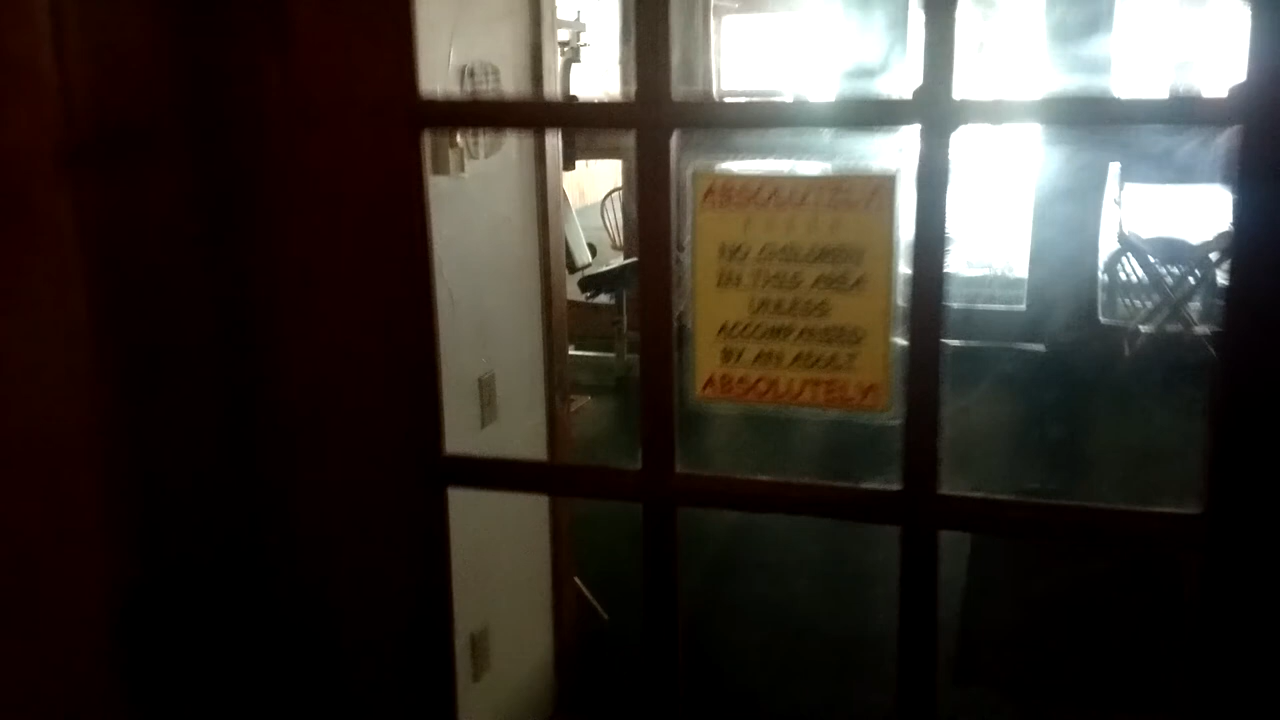 ABSOLUTELY!
NO CHILDREN
IN THIS AREA
UNLESS
ACCOMPANIED
BY AN ADULT
ABSOLUTELY!